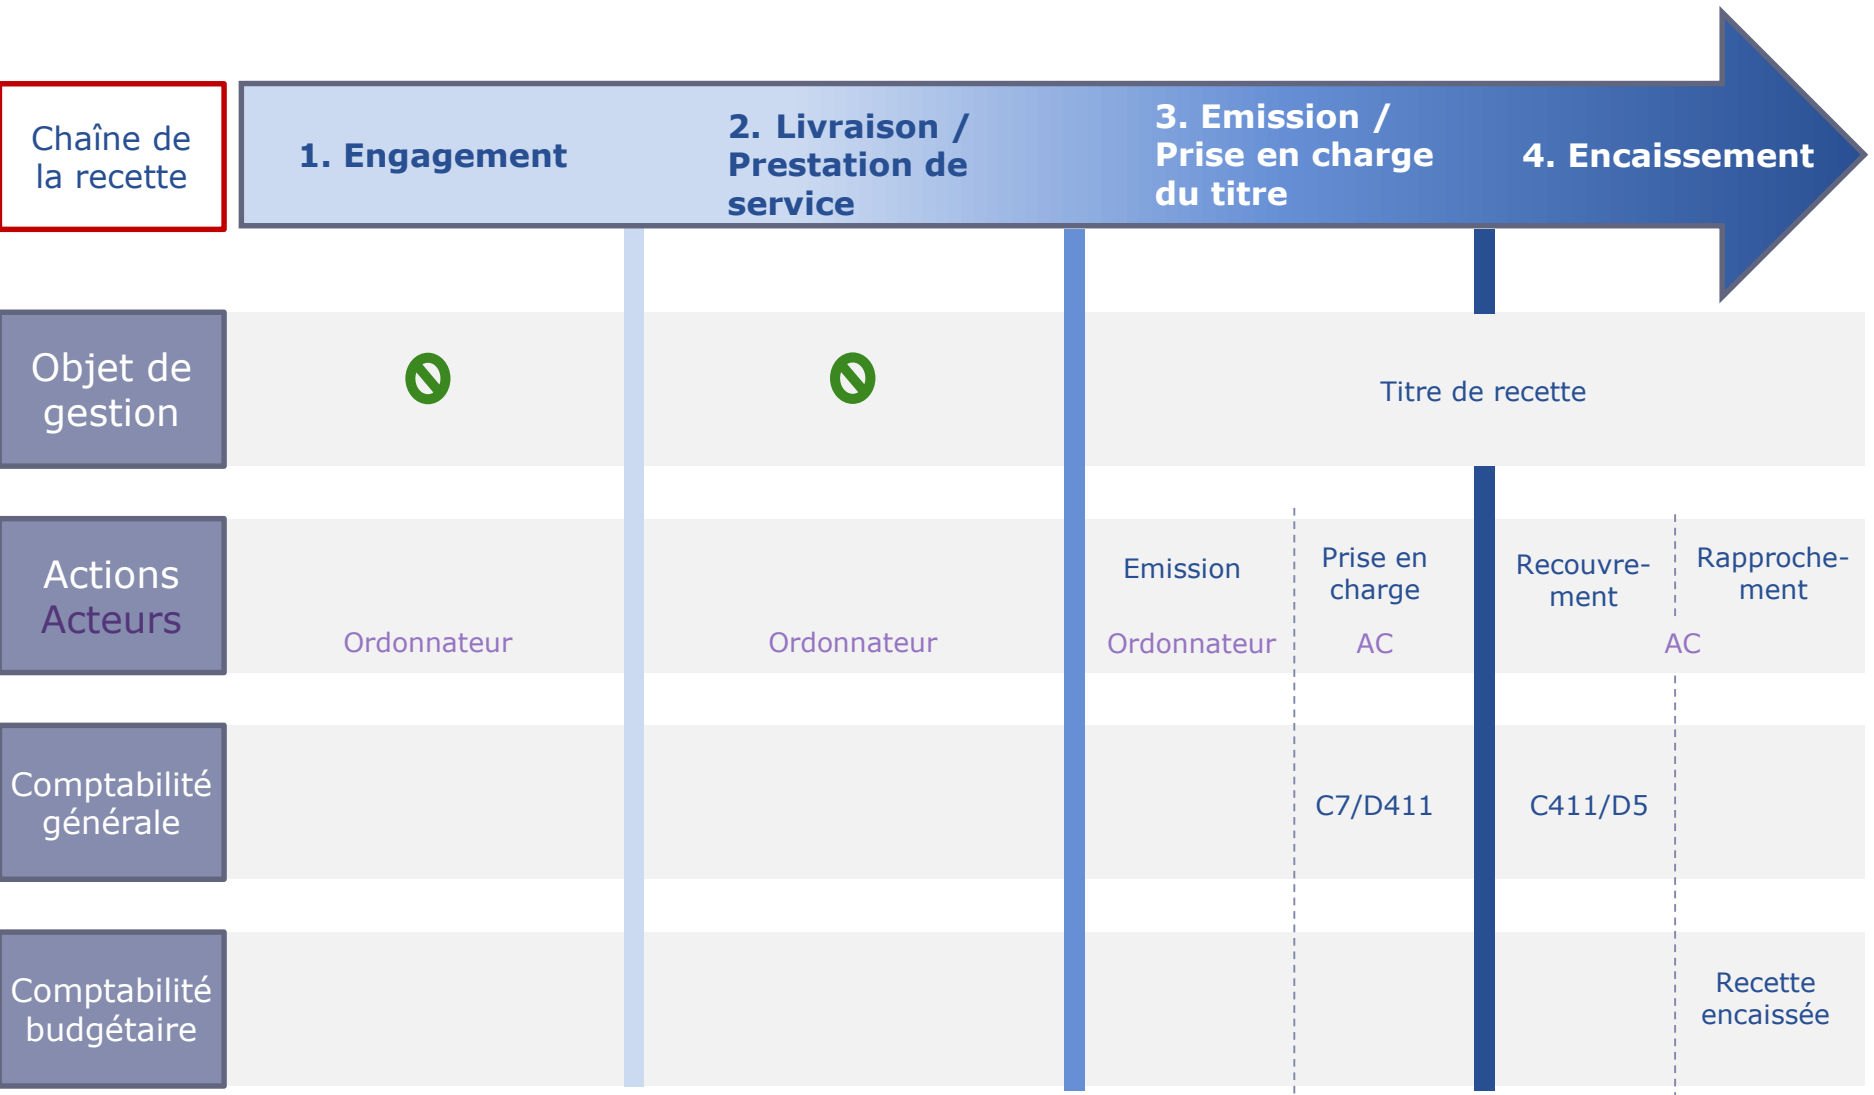 Chaîne de
la recette
1. Engagement
2. Livraison /
Prestation de
service
3. Emission /
Prise en charge
du titre
4. Encaissement
Objet de
gestion
Titre de recette
Actions
Acteurs
Ordonnateur
Ordonnateur
Emission
Ordonnateur
Prise en
charge
AC
Recouvre-
ment
Rapproche-
ment
AC
Comptabilité
générale
C7/D411
C411/D5
Comptabilité
budgétaire
Recette
encaissée